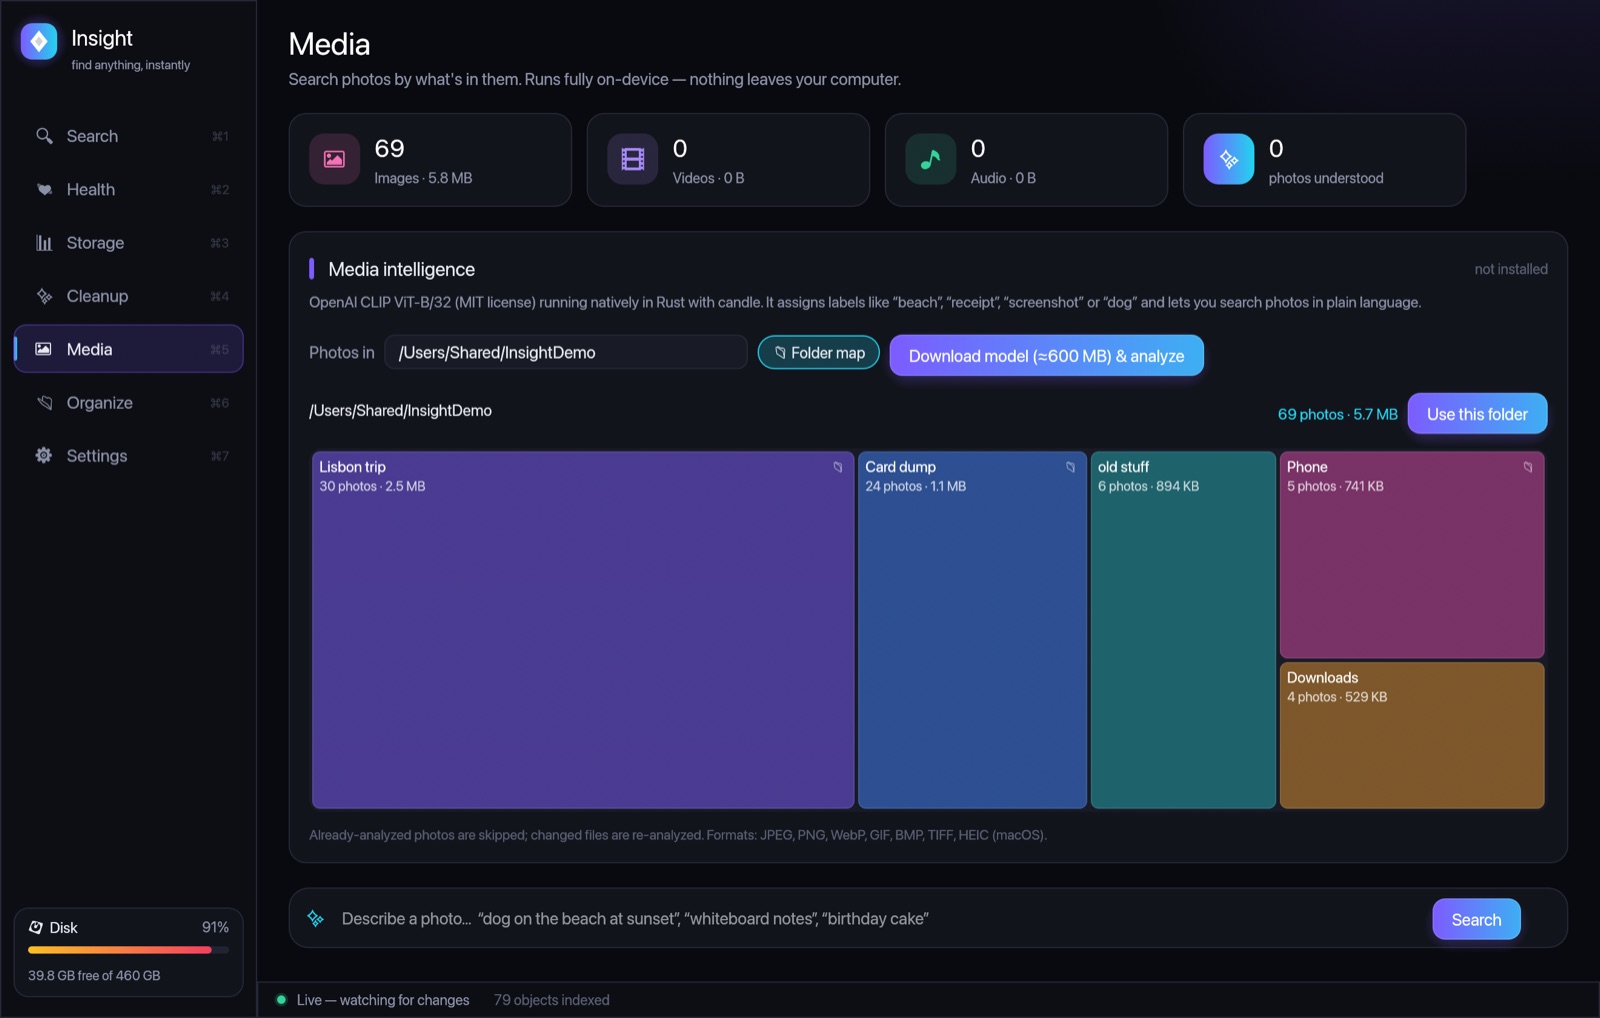 Insight
find anything, instantly
Search ⌘1
Health ⌘2
Storage ⌘3
Cleanup ⌘4
Media ⌘5
Organize ⌘6
Settings ⌘7
Disk 91%
39.8 GB free of 460 GB
Media
Search photos by what's in them. Runs fully on-device — nothing leaves your computer.
69
Images · 5.8 MB
0
Videos · 0 B
0
Audio · 0 B
0
photos understood
Media intelligence
not installed
OpenAI CLIP ViT-B/32 (MIT license) running natively in Rust with candle. It assigns labels like “beach”, “receipt”, “screenshot” or “dog” and lets you search photos in plain language.
Photos in /Users/Shared/InsightDemo Folder map Download model (≈600 MB) & analyze
/Users/Shared/InsightDemo 69 photos · 5.7 MB Use this folder
Lisbon trip
30 photos · 2.5 MB
Card dump
24 photos · 1.1 MB
old stuff
6 photos · 894 KB
Phone
5 photos · 741 KB
Downloads
4 photos · 529 KB
Already-analyzed photos are skipped; changed files are re-analyzed. Formats: JPEG, PNG, WebP, GIF, BMP, TIFF, HEIC (macOS).
Describe a photo... “dog on the beach at sunset”, “whiteboard notes”, “birthday cake” Search
Live — watching for changes 79 objects indexed